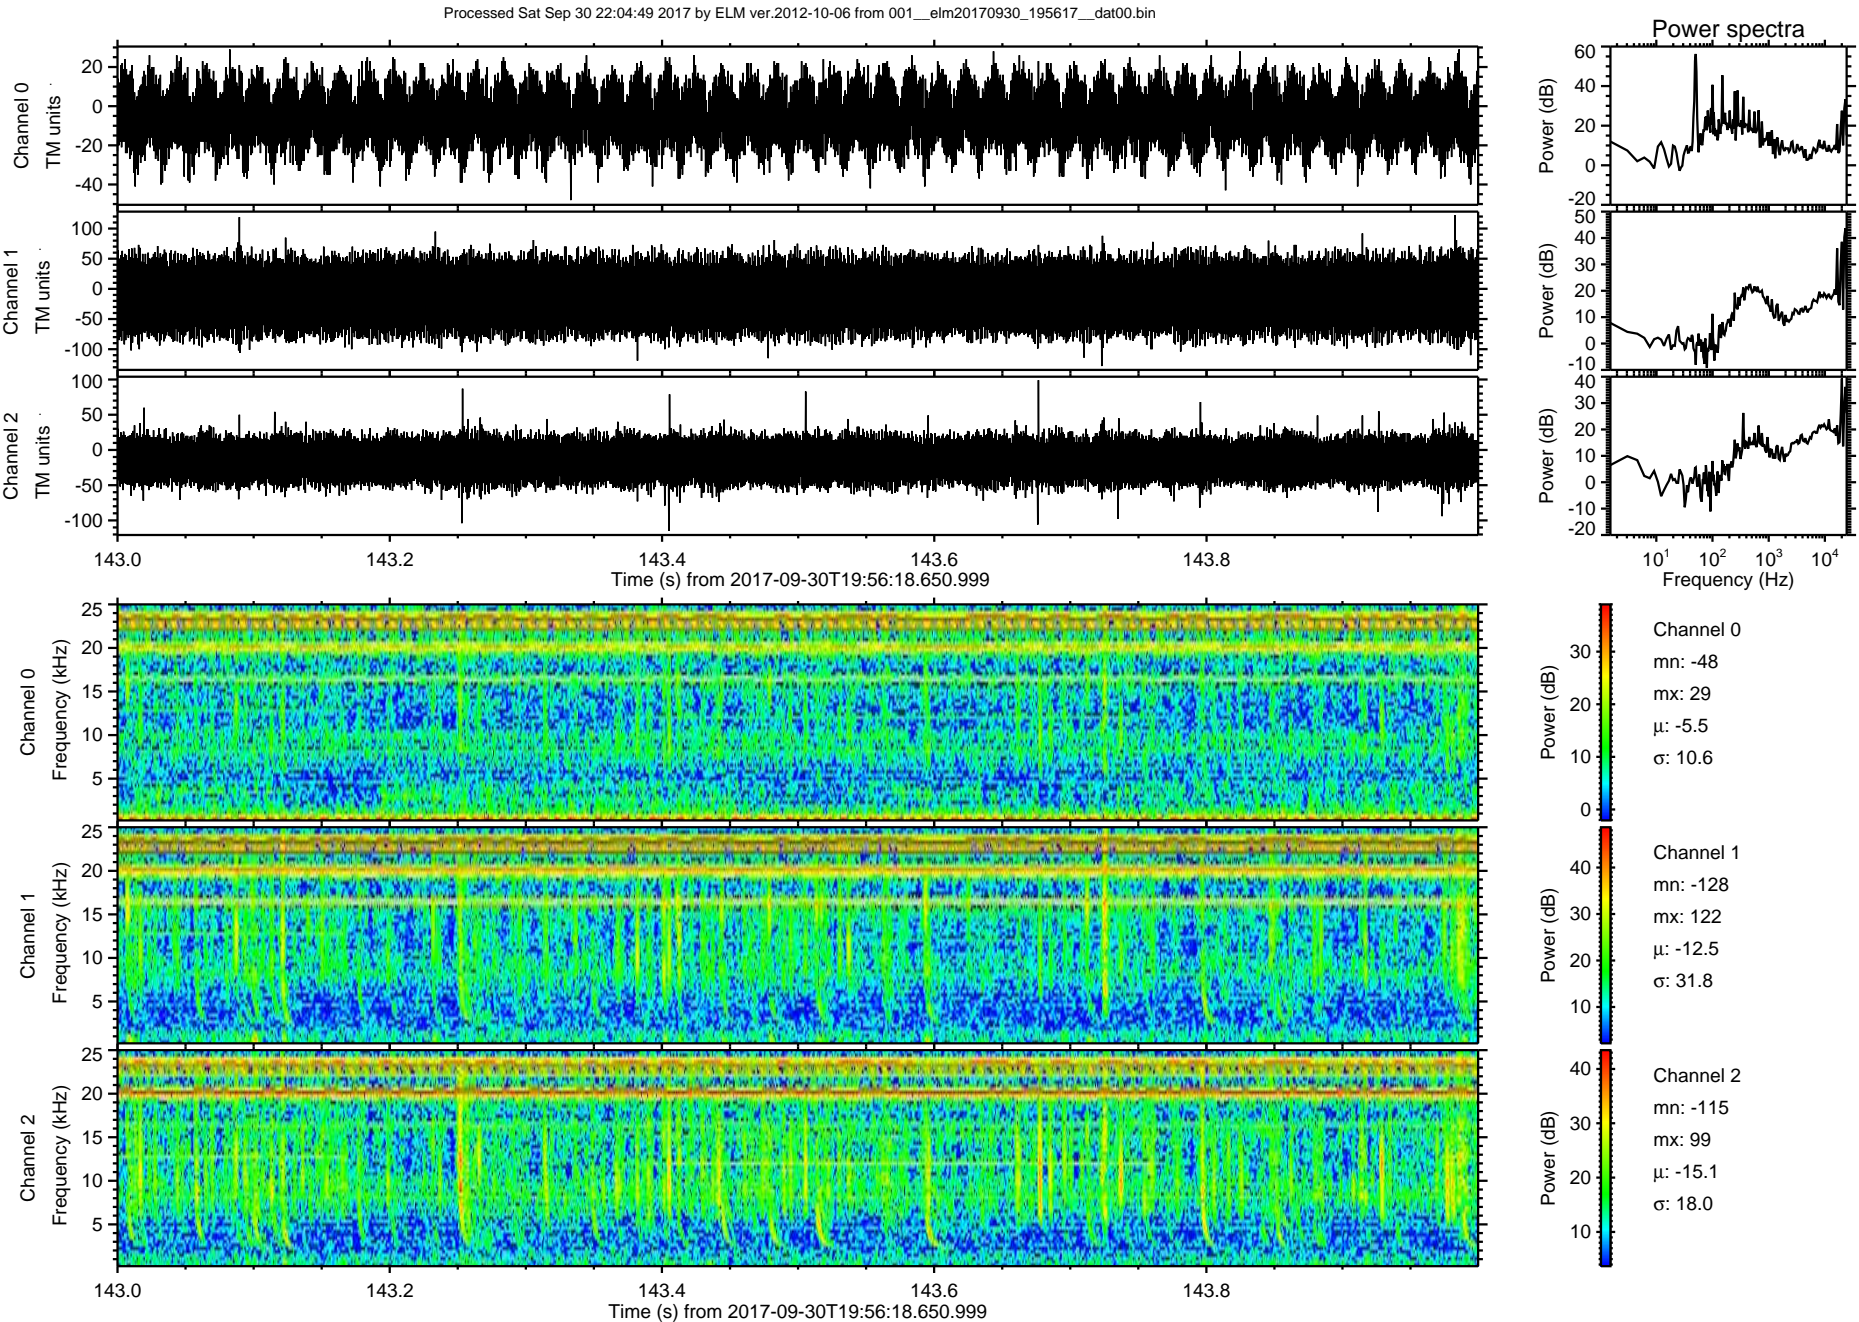 Processed Sat Sep 30 22:04:49 2017 by ELM ver.2012-10-06 from 001__elm20170930_195617__dat00.bin
Power spectra
Channel 0
TM units
20
0
-20
-40
Power (dB)
60
40
20
0
-20
Channel 1
TM units
100
50
0
-50
-100
Power (dB)
50
40
30
20
10
0
-10
Channel 2
TM units
100
50
0
-50
-100
Power (dB)
40
30
20
10
0
-10
-20
143.0 143.2 143.4 143.6 143.8
Time (s) from 2017-09-30T19:56:18.650.999
10^1 10^2 10^3 10^4
Frequency (Hz)
Channel 0
Frequency (kHz)
25
20
15
10
5
Power (dB)
30
20
10
0
Channel 0
mn: -48
mx: 29
μ: -5.5
σ: 10.6
Channel 1
Frequency (kHz)
25
20
15
10
5
Power (dB)
40
30
20
10
Channel 1
mn: -128
mx: 122
μ: -12.5
σ: 31.8
Channel 2
Frequency (kHz)
25
20
15
10
5
Power (dB)
40
30
20
10
Channel 2
mn: -115
mx: 99
μ: -15.1
σ: 18.0
143.0 143.2 143.4 143.6 143.8
Time (s) from 2017-09-30T19:56:18.650.999